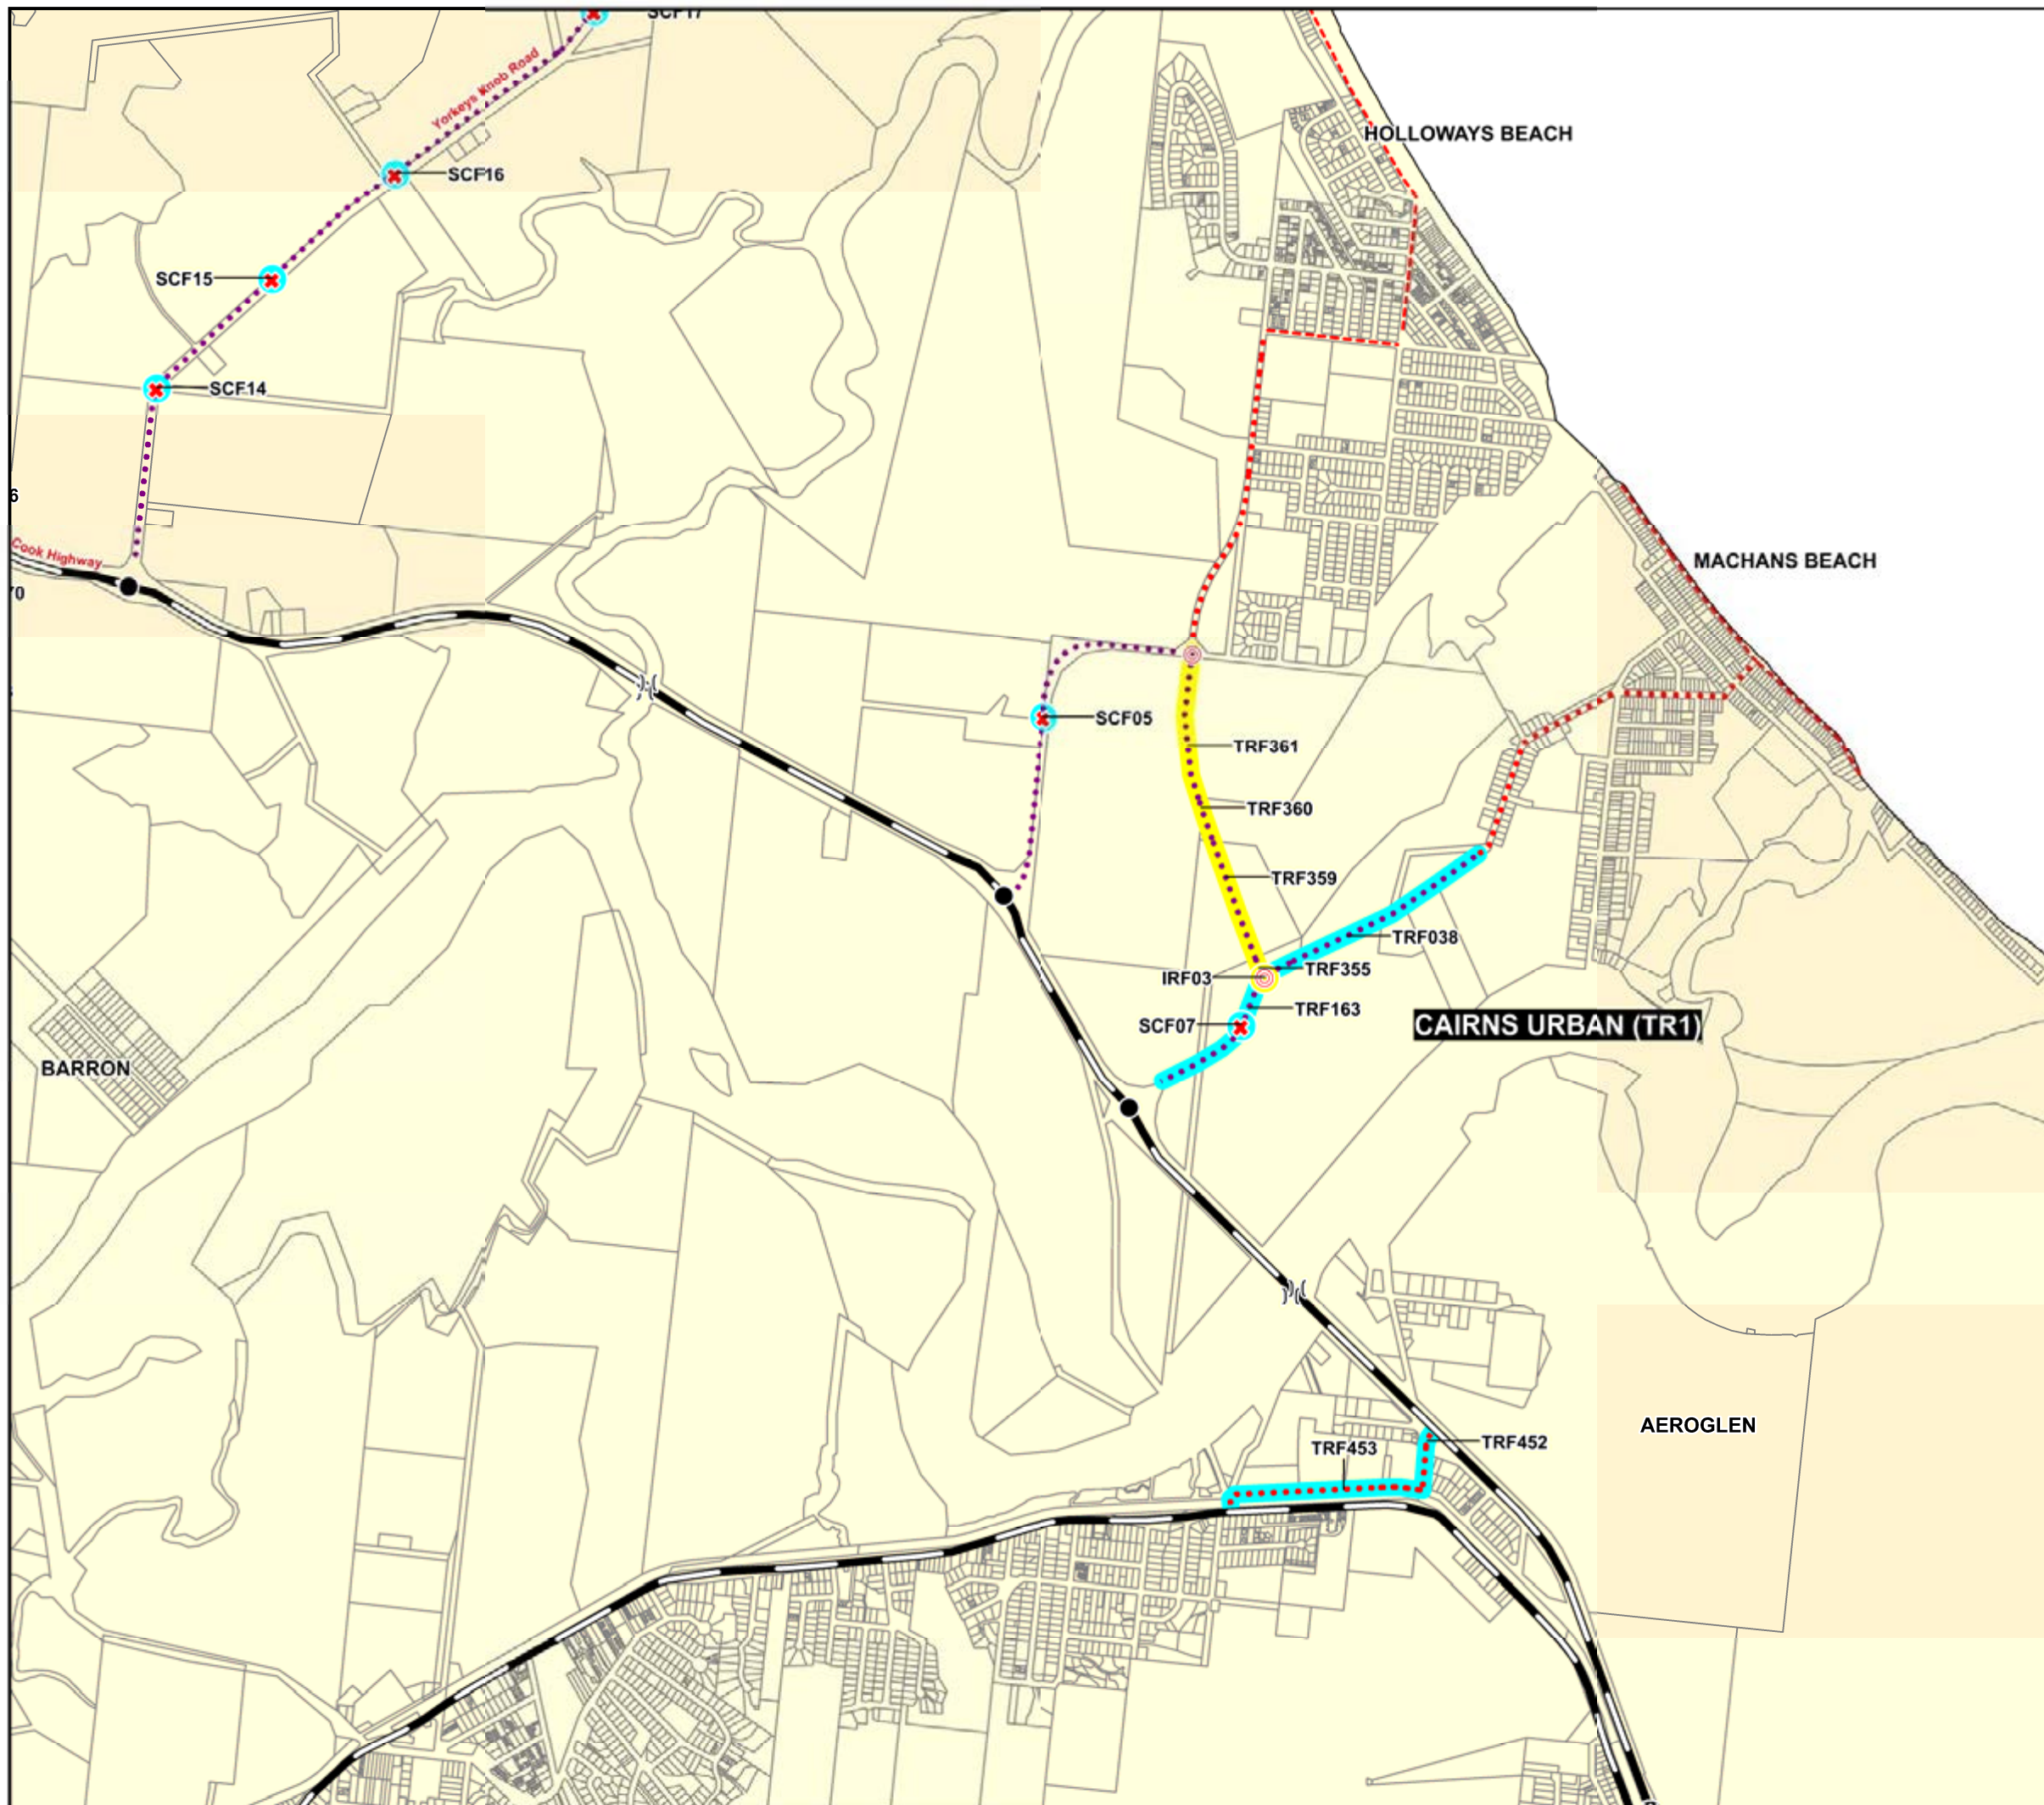 SCF17
Yorkeys Knob Road
HOLLOWAYS BEACH
SCF16
SCF15
SCF14
6
Cook Highway
MACHANS BEACH
70
SCF05
TRF361
TRF360
TRF359
TRF038
TRF355
IRF03
TRF163
SCF07
CAIRNS URBAN (TR1)
BARRON
AEROGLEN
TRF452
TRF453